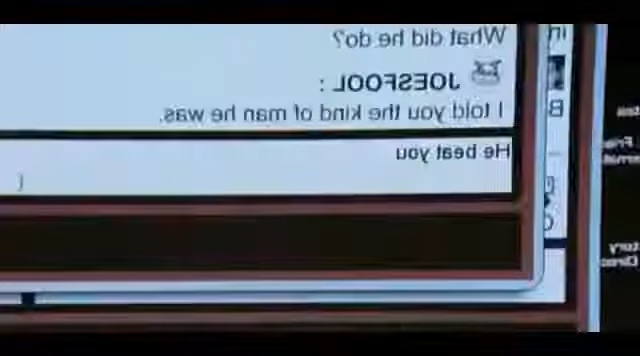 What did he do?
JOESFOOL :
I told you the kind of man he was.
He beat you
B